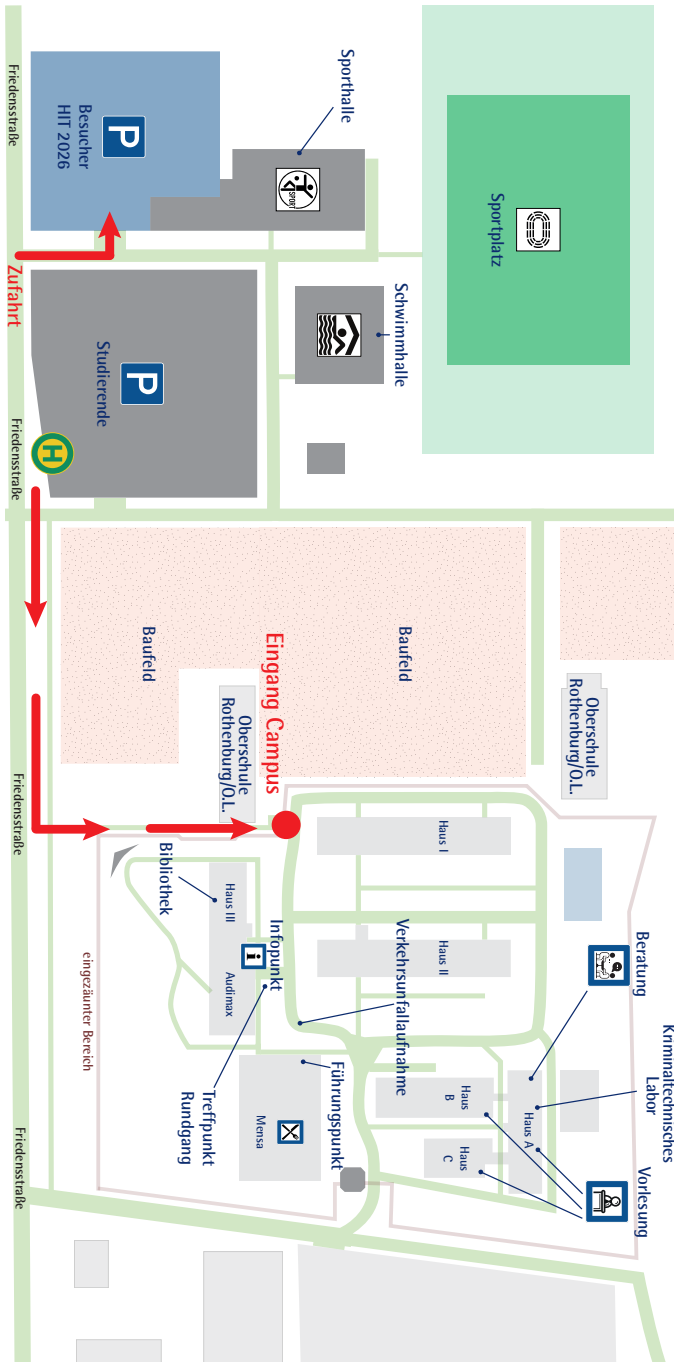 Friedensstraße
P
Besucher
HIT 2026
Sporthalle
SPORT
Sportplatz
Zufahrt
Schwimmhalle
P
Studierende
Friedensstraße
H
Baufeld
Baufeld
Eingang Campus
Oberschule
Rothenburg/O.L.
Oberschule
Rothenburg/O.L.
Friedensstraße
Haus I
Haus II
Haus III
Bibliothek
Audimax
Infopunkt
i
Verkehrsunfallaufnahme
Treffpunkt
Rundgang
Führungspunkt
Mensa
eingezäunter Bereich
Beratung
Kriminaltechnisches
Labor
Vorlesung
Haus A
Haus
B
Haus
C
Friedensstraße